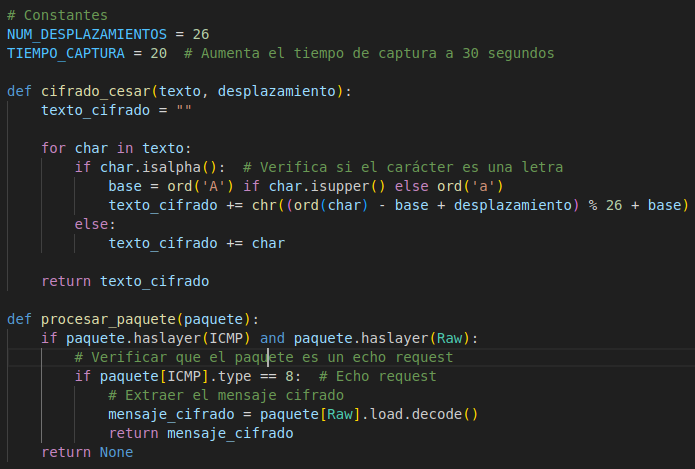 # Constantes
NUM_DESPLAZAMIENTOS = 26
TIEMPO_CAPTURA = 20  # Aumenta el tiempo de captura a 30 segundos

def cifrado_cesar(texto, desplazamiento):
    texto_cifrado = ""

    for char in texto:
        if char.isalpha():  # Verifica si el carácter es una letra
            base = ord('A') if char.isupper() else ord('a')
            texto_cifrado += chr((ord(char) - base + desplazamiento) % 26 + base)
        else:
            texto_cifrado += char

    return texto_cifrado

def procesar_paquete(paquete):
    if paquete.haslayer(ICMP) and paquete.haslayer(Raw):
        # Verificar que el paquete es un echo request
        if paquete[ICMP].type == 8:  # Echo request
            # Extraer el mensaje cifrado
            mensaje_cifrado = paquete[Raw].load.decode()
            return mensaje_cifrado
    return None